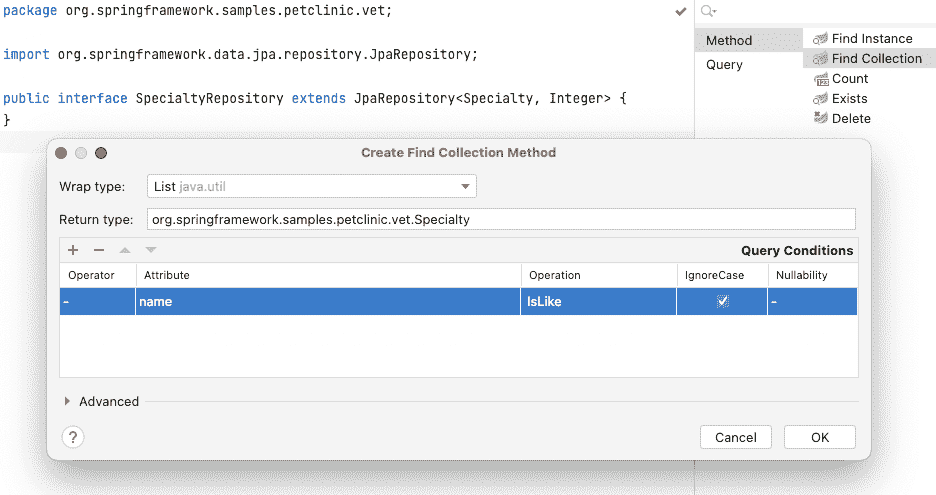 package org.springframework.samples.petclinic.vet;
import org.springframework.data.jpa.repository.JpaRepository;
public interface SpecialtyRepository extends JpaRepository<Specialty, Integer> {
}
Method
Query
Find Instance
Find Collection
Count
Exists
Delete
Create Find Collection Method
Wrap type: List java.util
Return type: org.springframework.samples.petclinic.vet.Specialty
+ −
Query Conditions
Operator Attribute Operation IgnoreCase Nullability
- name IsLike -
Advanced
? Cancel OK